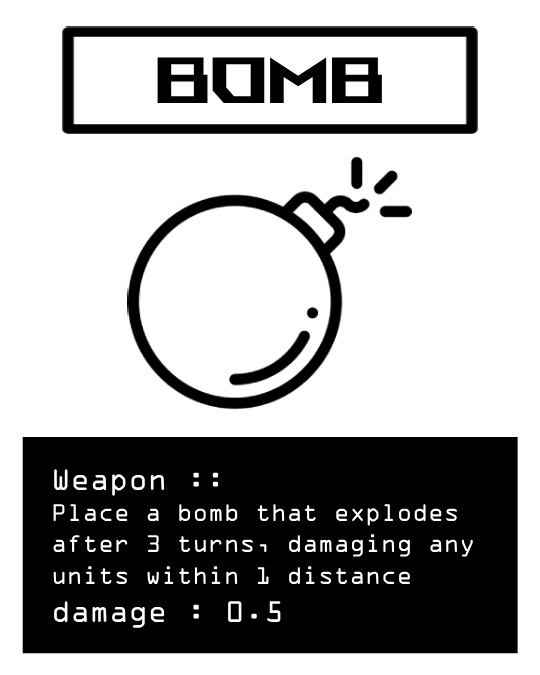 BOMB
Weapon ::
Place a bomb that explodes
after 3 turns, damaging any
units within 1 distance
damage : 0.5